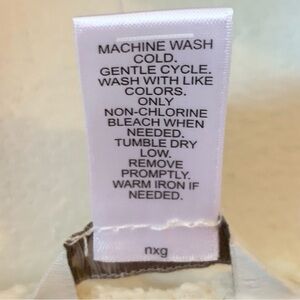 MACHINE WASH
COLD.
GENTLE CYCLE.
WASH WITH LIKE
COLORS.
ONLY
NON-CHLORINE
BLEACH WHEN
NEEDED.
TUMBLE DRY
LOW.
REMOVE
PROMPTLY.
WARM IRON IF
NEEDED.
nxg